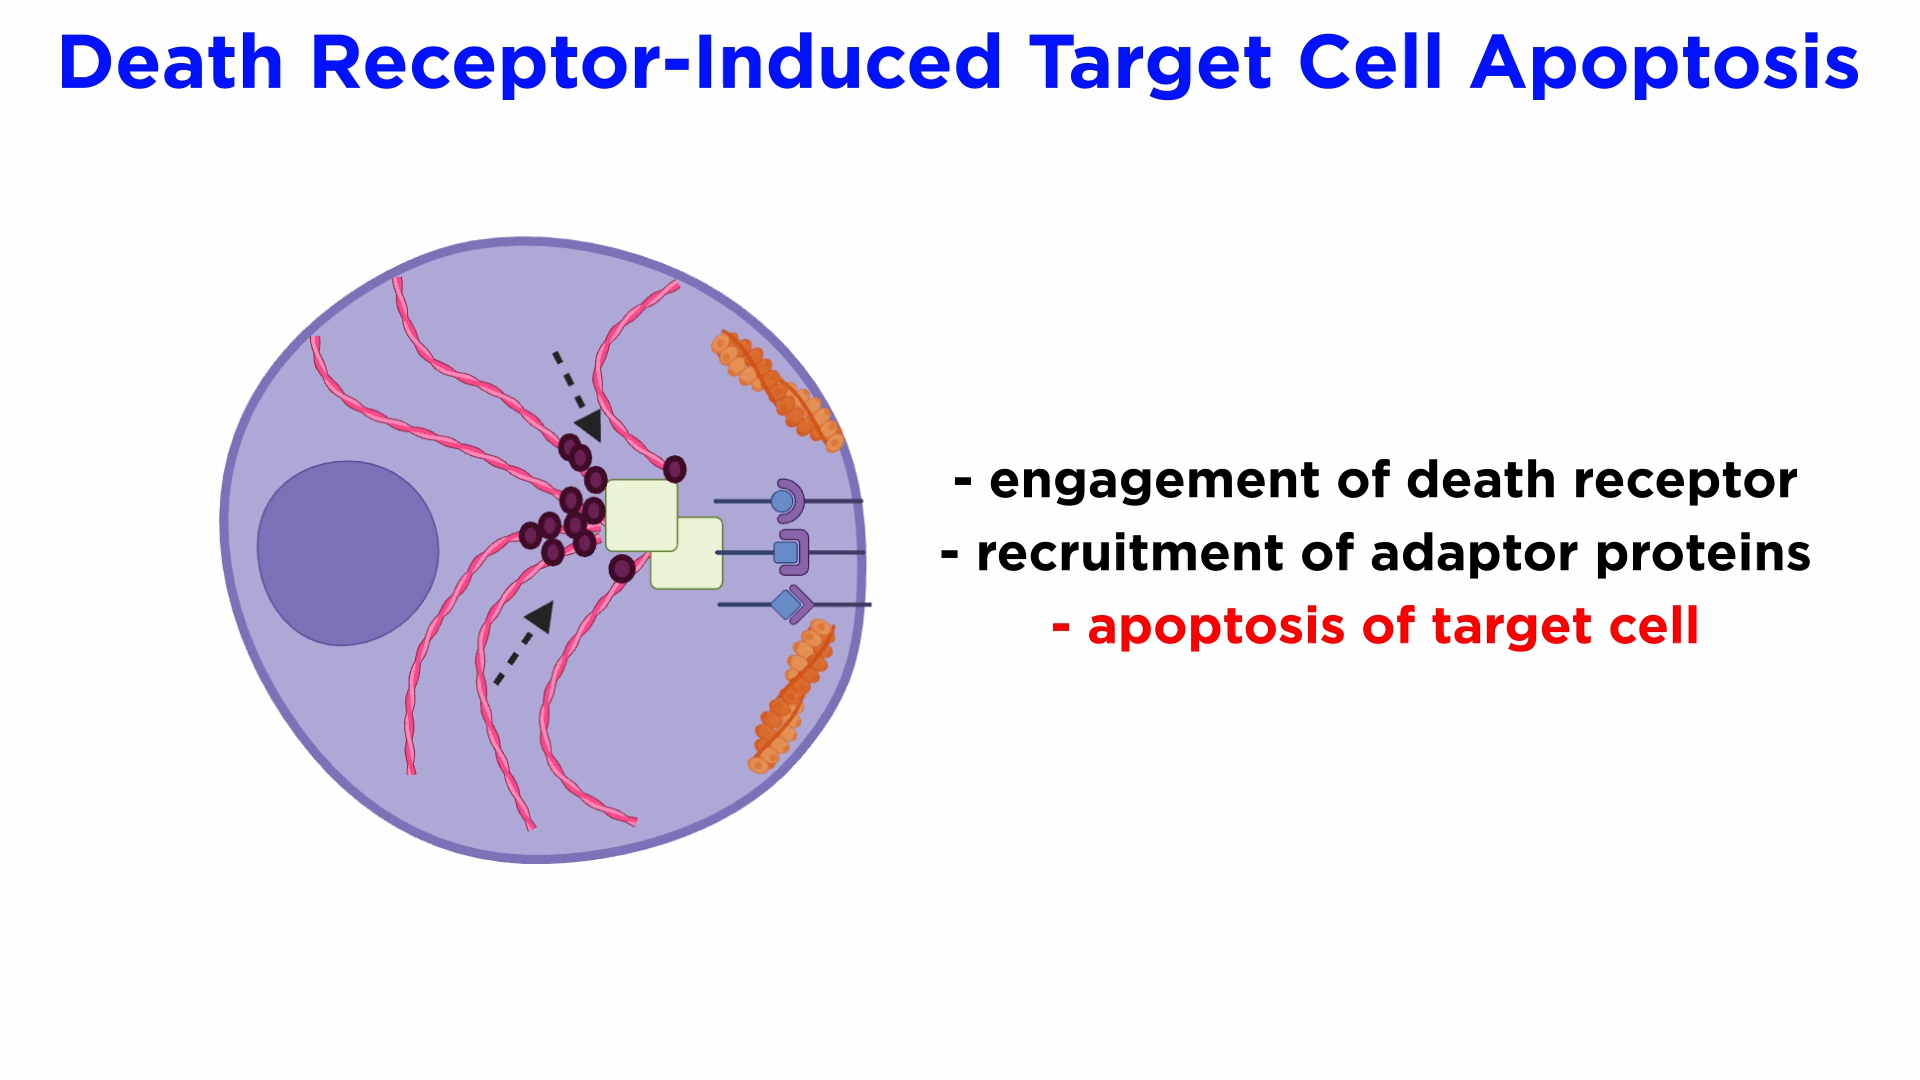 Death Receptor-Induced Target Cell Apoptosis
- engagement of death receptor
- recruitment of adaptor proteins
- apoptosis of target cell